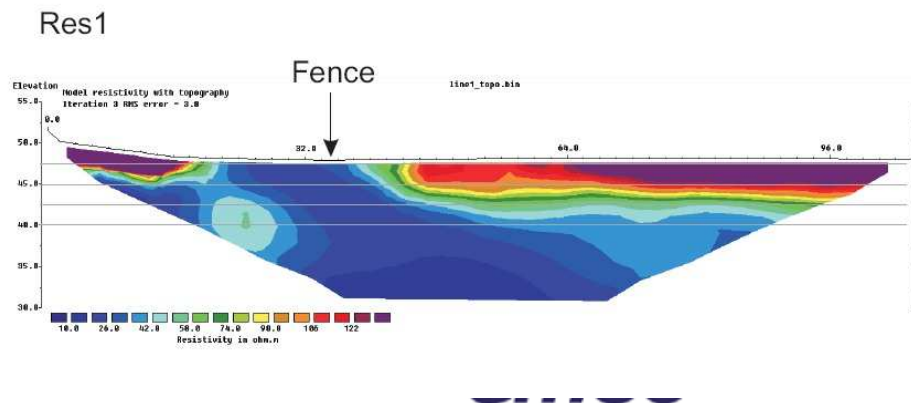 Res1
Fence
Elevation
Model resistivity with topography
line1_topo.bin
Iteration 3 RMS error = 3.0
55.0
0.0
50.0
32.0
64.0
96.0
45.0
40.0
35.0
30.0
10.0 26.0 42.0 58.0 74.0 90.0 106 122
Resistivity in ohm.m